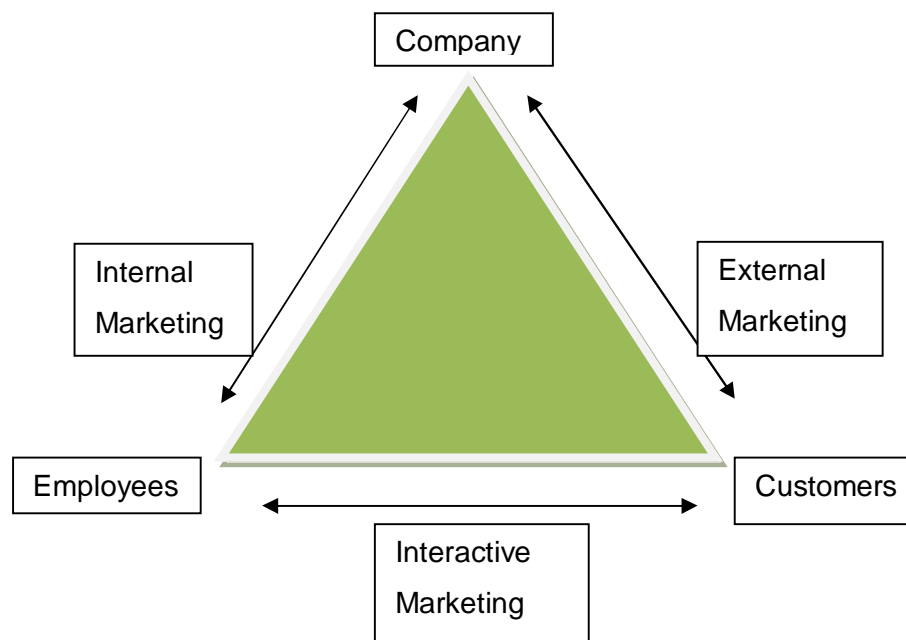 Company
Internal
Marketing
External
Marketing
Employees
Customers
Interactive
Marketing